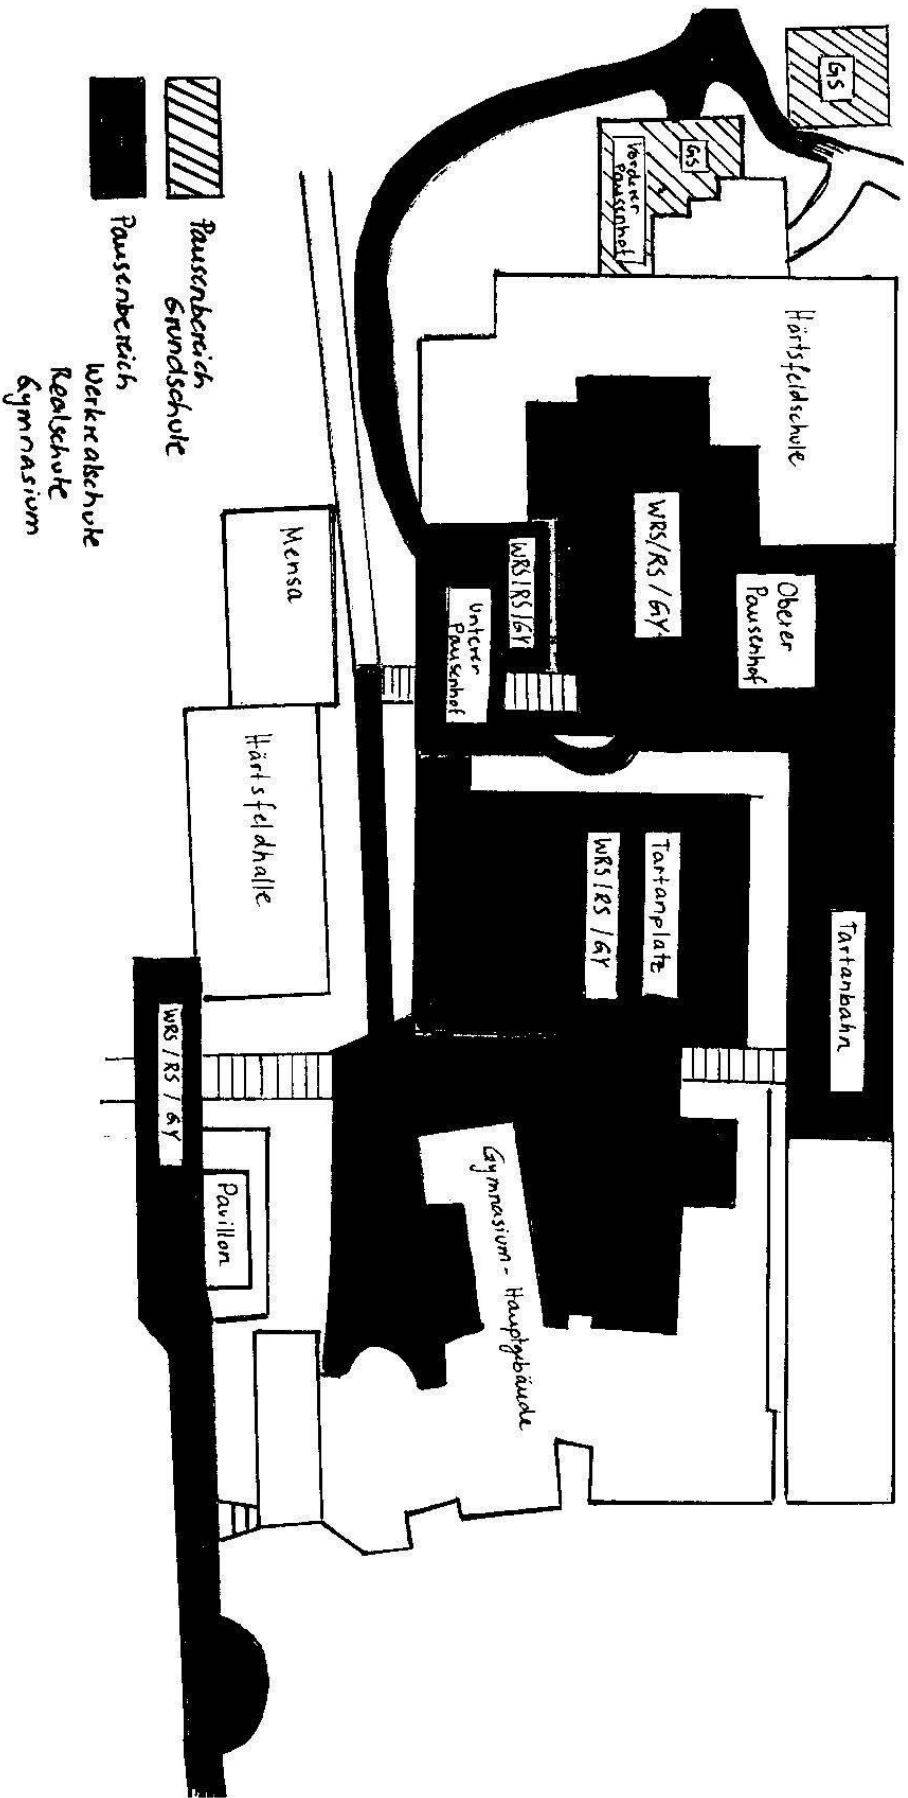 GS
Härtsfeldschule
Oberer
Pausenhof
Tartanbahn
GS
Vorderer
Pausenhof
WRS/RS/GY
Tartanplatz
WRS/RS/GY
WRS/RS/GY
Unterer
Pausenhof
Gymnasium-Hauptgebäude
Mensa
Härtsfeldhalle
Pavillon
WRS/RS/GY
Pausenbereich
Grundschule
Pausenbereich
Werkrealschule
Realschule
Gymnasium